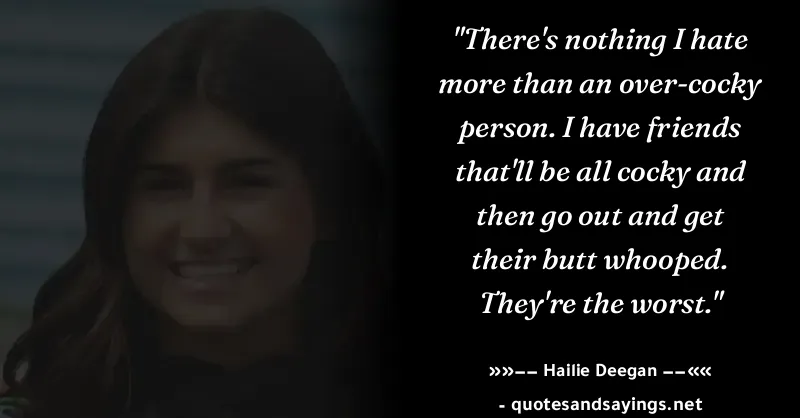 "There's nothing I hate
more than an over-cocky
person. I have friends
that'll be all cocky and
then go out and get
their butt whooped.
They're the worst."
»»–– Hailie Deegan ––««
- quotesandsayings.net